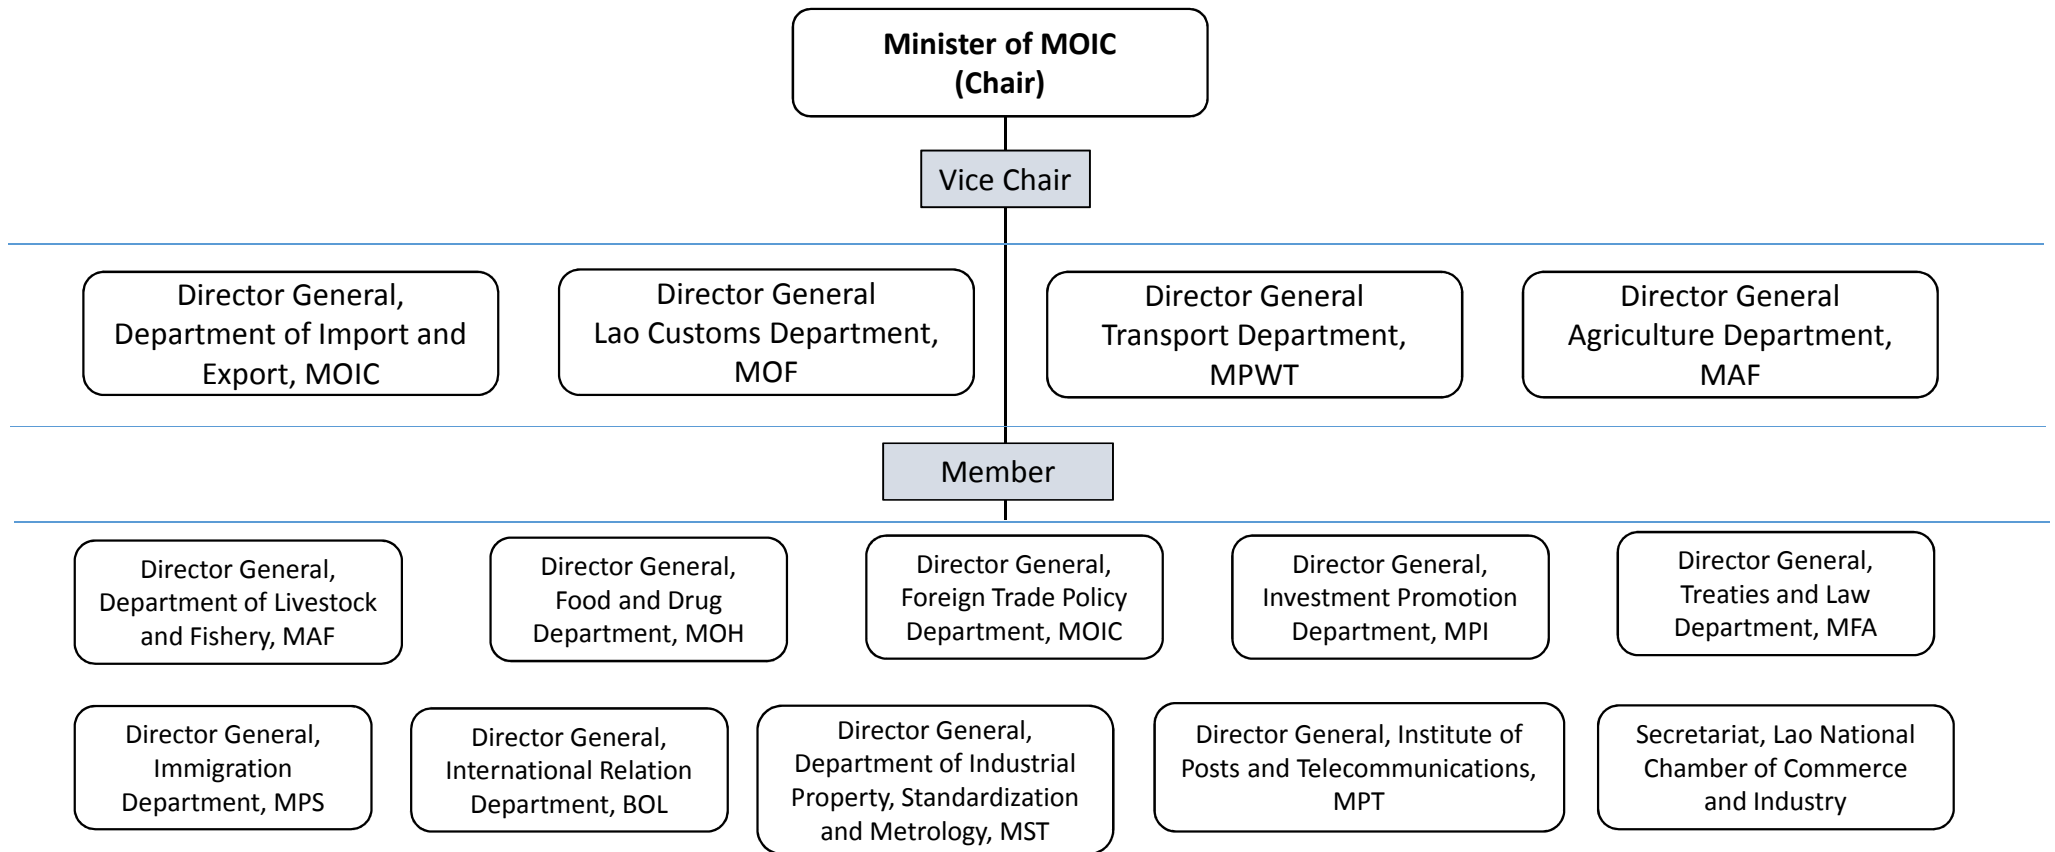 Minister of MOIC
(Chair)
Vice Chair
Director General,
Department of Import and
Export, MOIC
Director General
Lao Customs Department,
MOF
Director General
Transport Department,
MPWT
Director General
Agriculture Department,
MAF
Member
Director General,
Department of Livestock
and Fishery, MAF
Director General,
Food and Drug
Department, MOH
Director General,
Foreign Trade Policy
Department, MOIC
Director General,
Investment Promotion
Department, MPI
Director General,
Treaties and Law
Department, MFA
Director General,
Immigration
Department, MPS
Director General,
International Relation
Department, BOL
Director General,
Department of Industrial
Property, Standardization
and Metrology, MST
Director General, Institute of
Posts and Telecommunications,
MPT
Secretariat, Lao National
Chamber of Commerce
and Industry